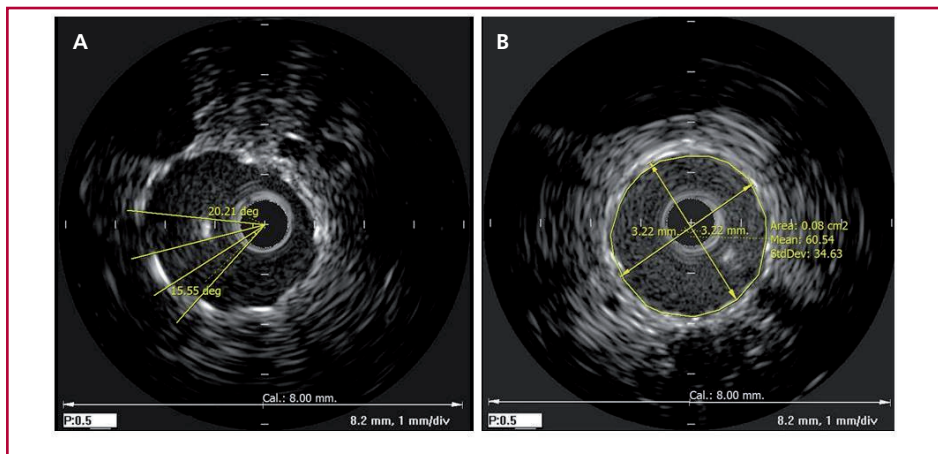 A
20.21 deg
15.55 deg
Cal.: 8.00 mm.
P:0.5
8.2 mm, 1 mm/div
B
3.22 mm.
3.22 mm.
Area: 0.08 cm2
Mean: 60.54
StdDev: 34.63
Cal.: 8.00 mm.
P:0.5
8.2 mm, 1 mm/div